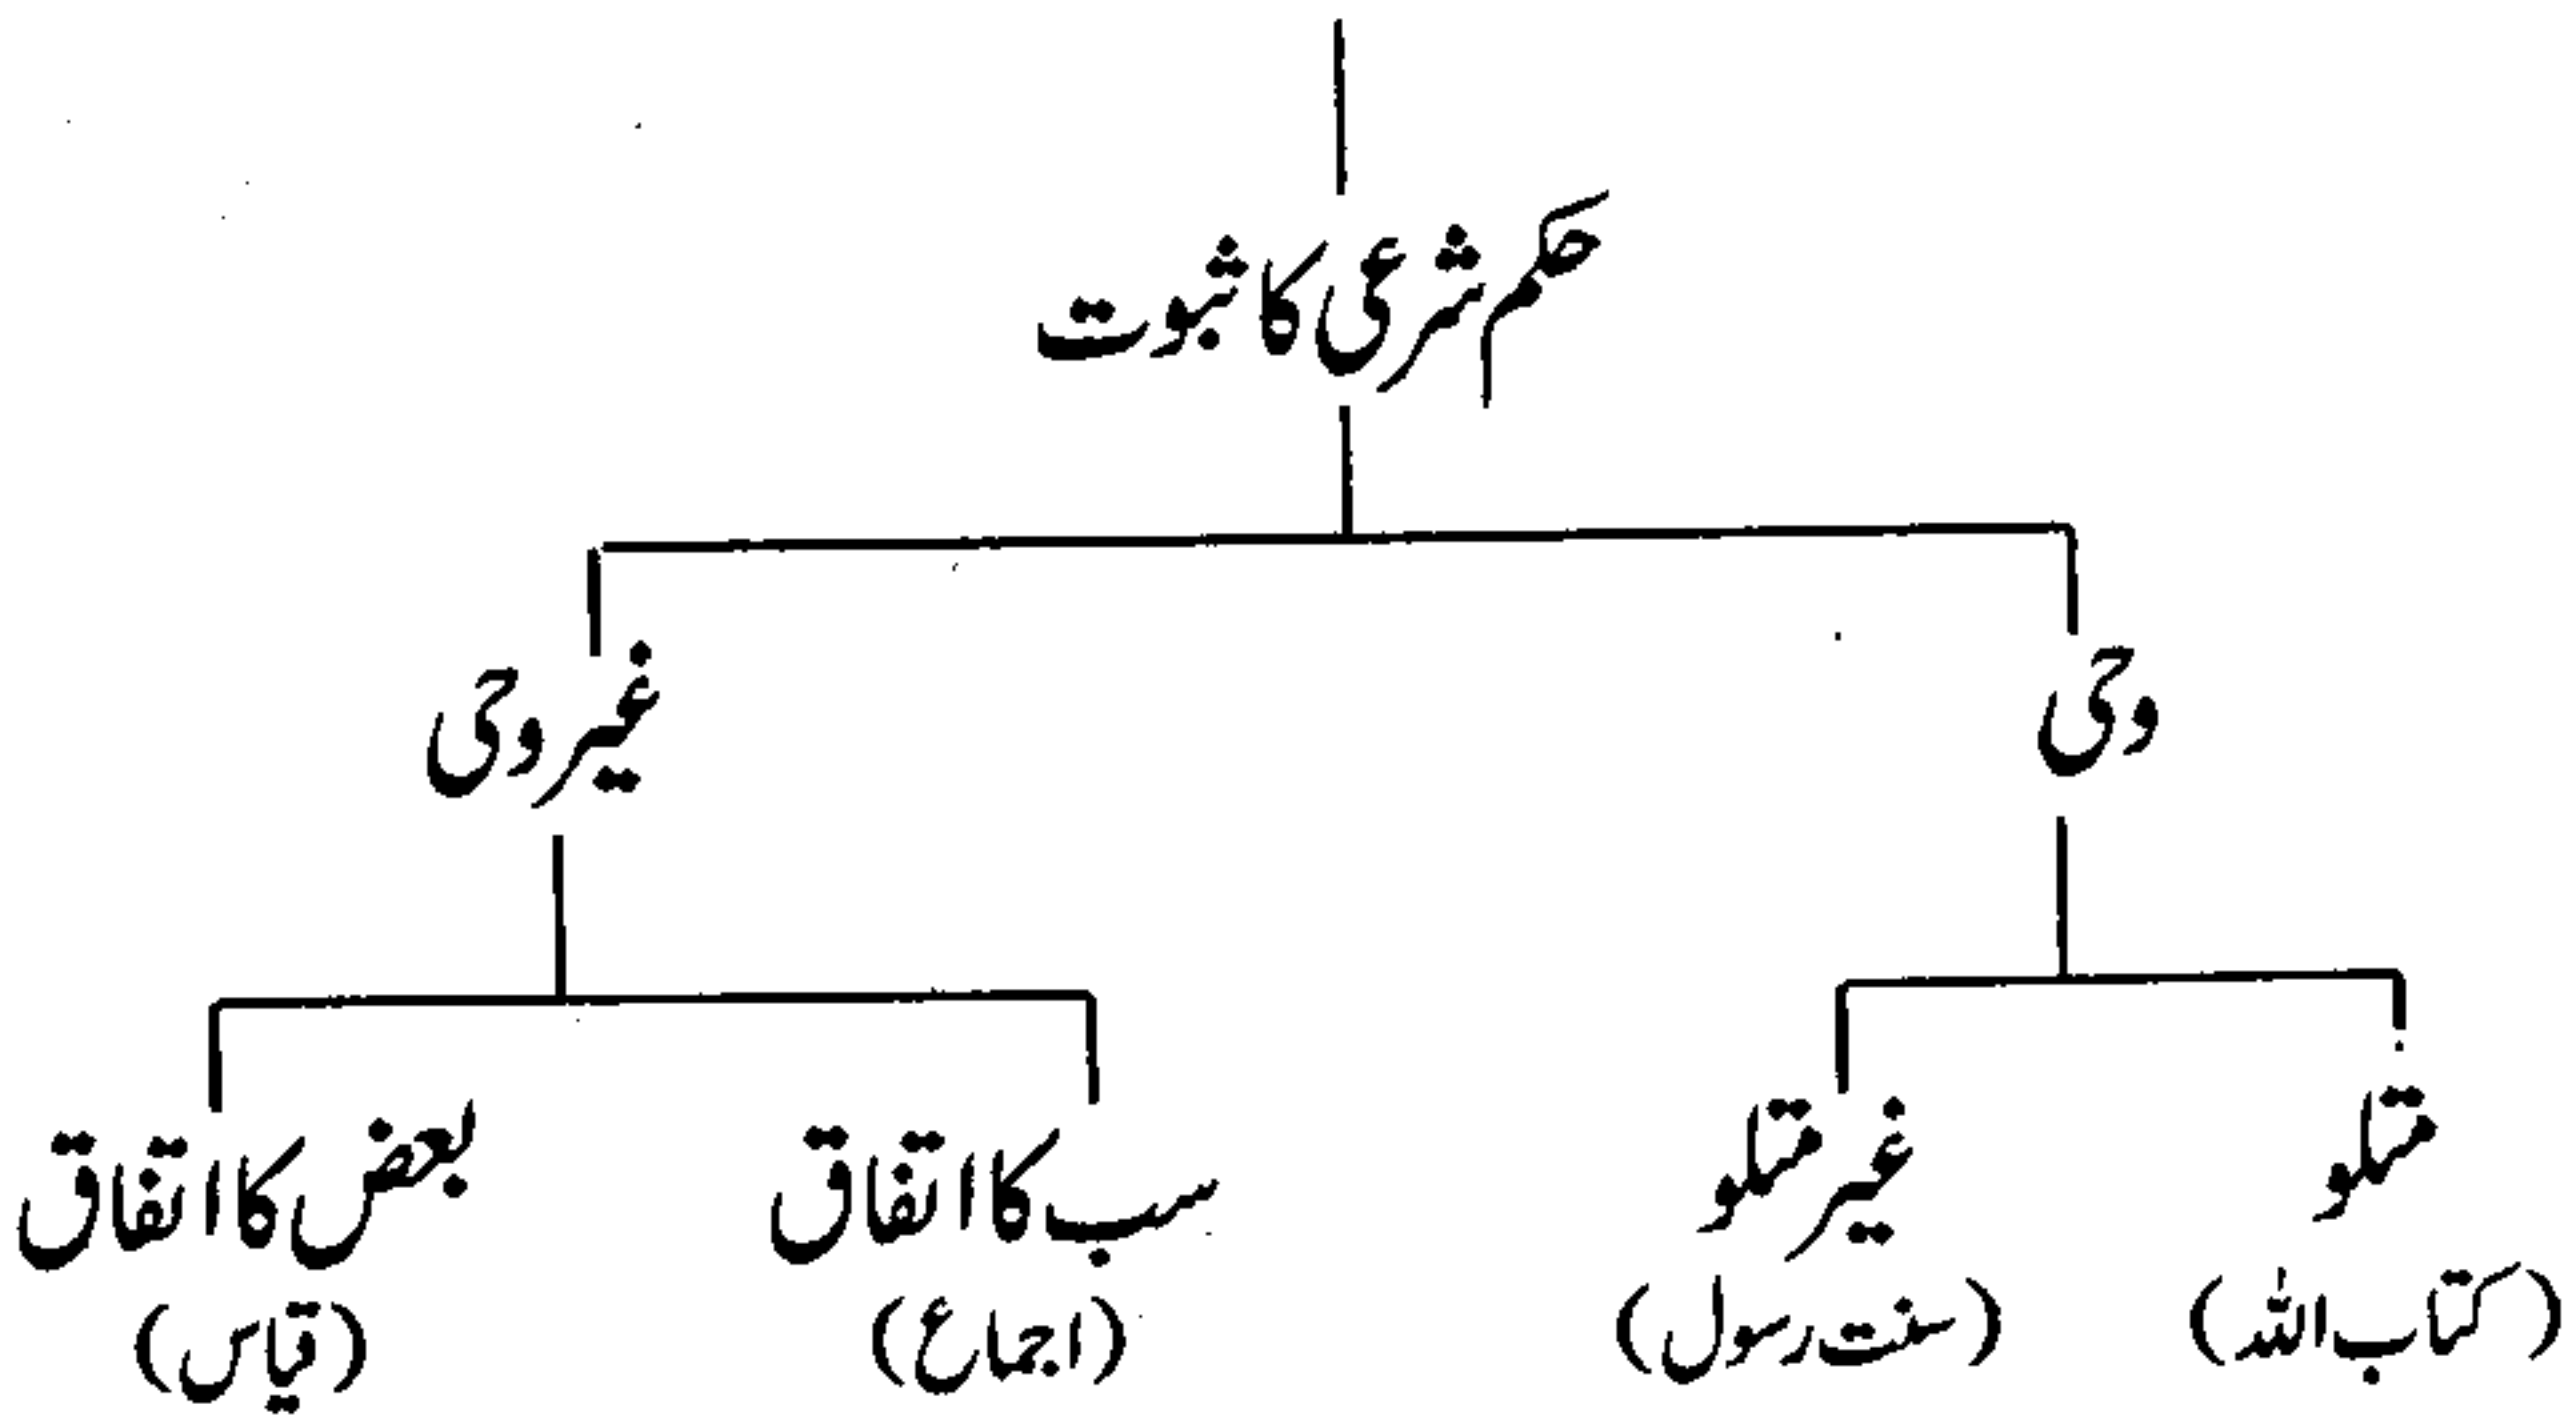 حکم شرعی کا ثبوت
وحی
غیر وحی
متلو
(کتاب اللہ)
غیر متلو
(سنت رسول)
سب کا اتفاق
(اجماع)
بعض کا اتفاق
(قیاس)